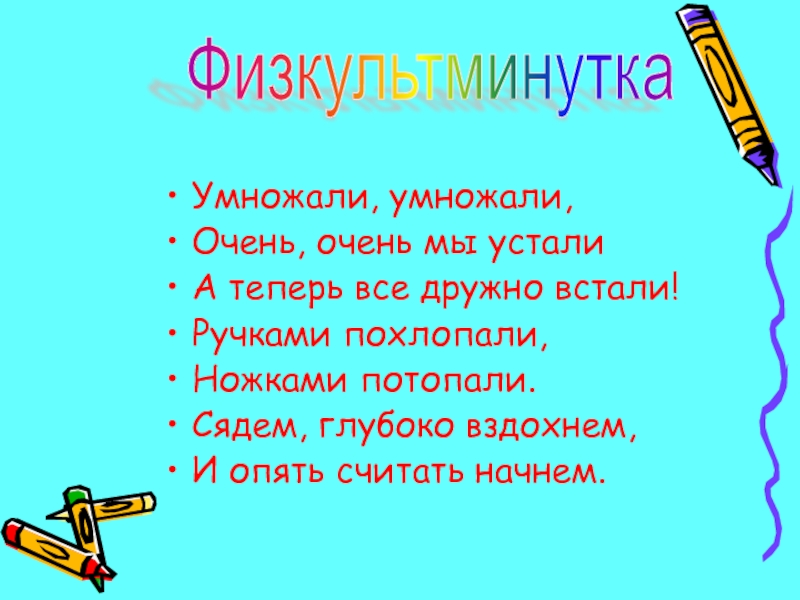 Физкультминутка
• Умножали, умножали,
• Очень, очень мы устали
• А теперь все дружно встали!
• Ручками похлопали,
• Ножками потопали.
• Сядем, глубоко вздохнем,
• И опять считать начнем.